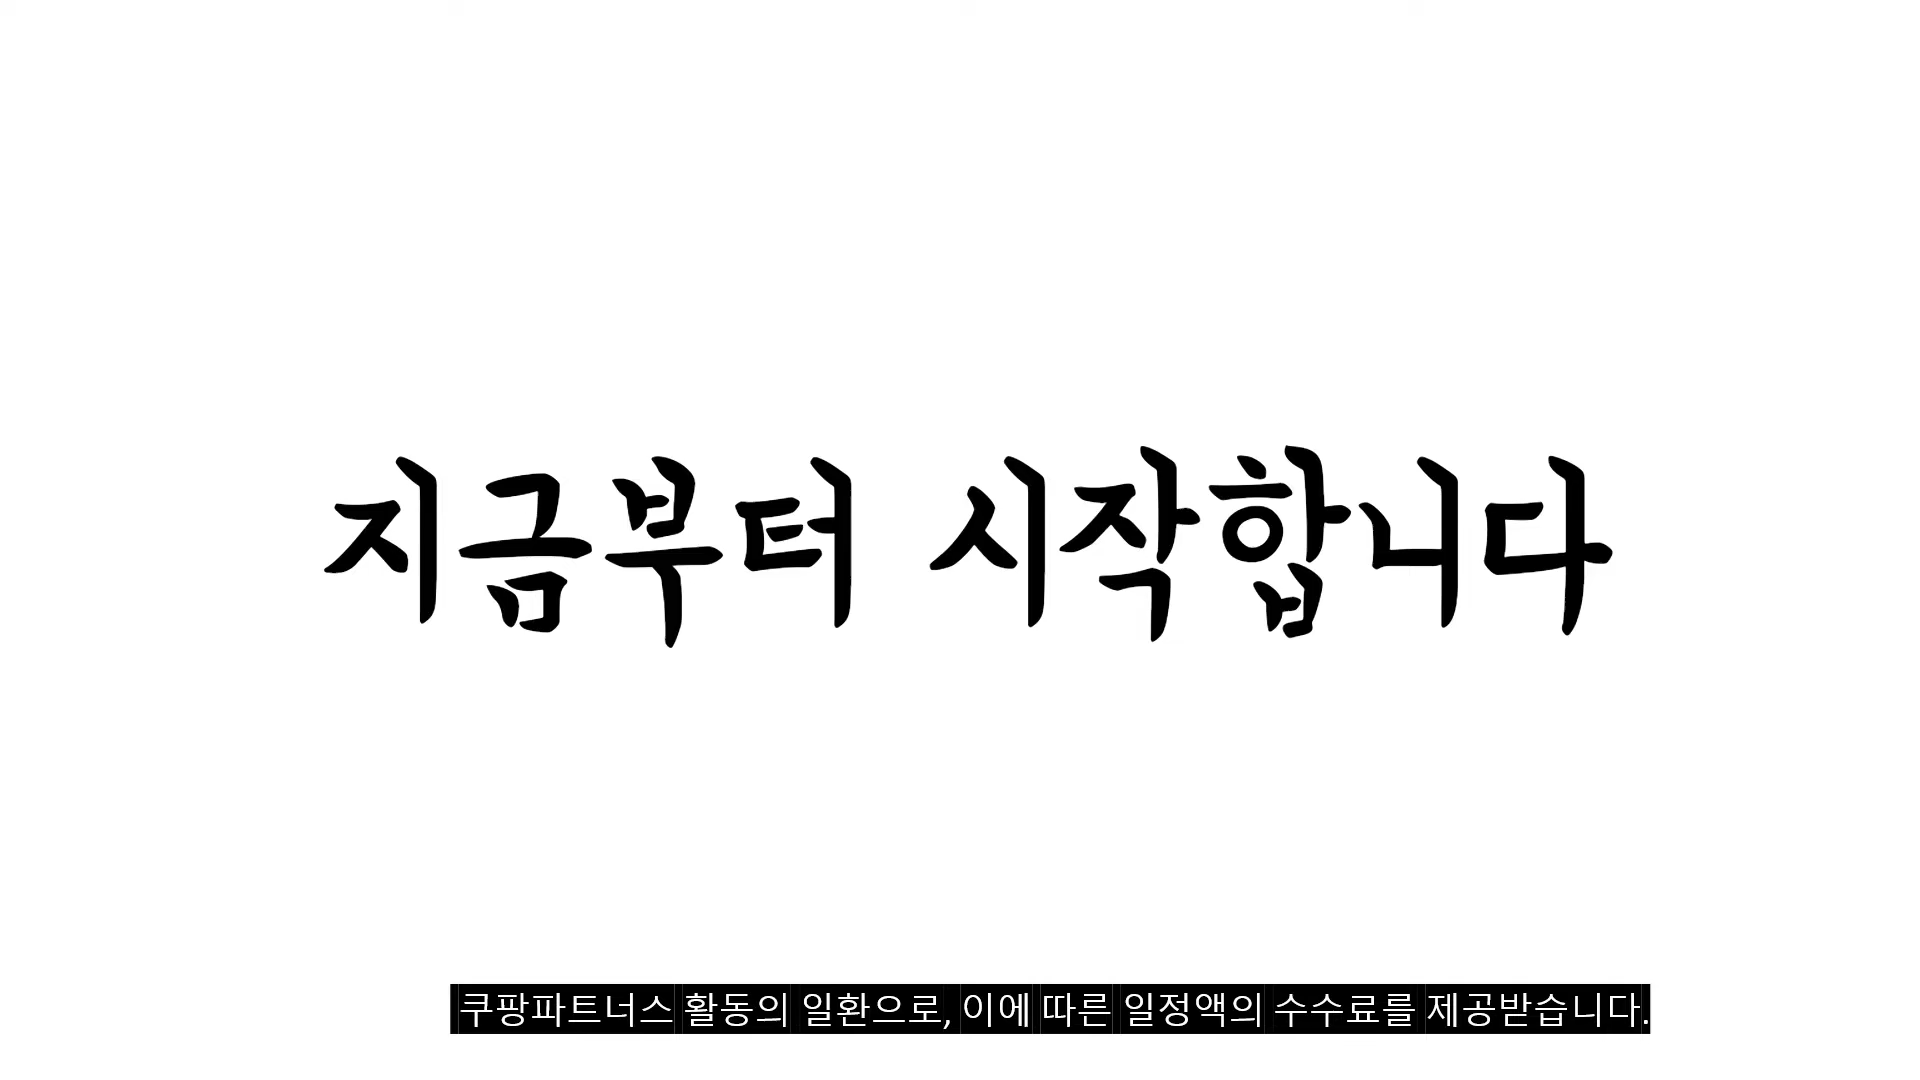 지금부터 시작합니다
쿠팡파트너스 활동의 일환으로, 이에 따른 일정액의 수수료를 제공받습니다.